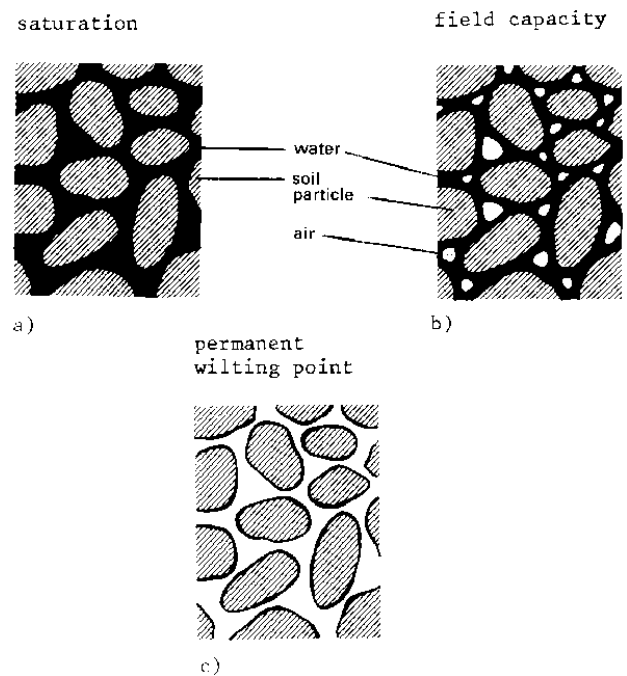 saturation
field capacity
water
soil
particle
air
a)
b)
permanent
wilting point
c)